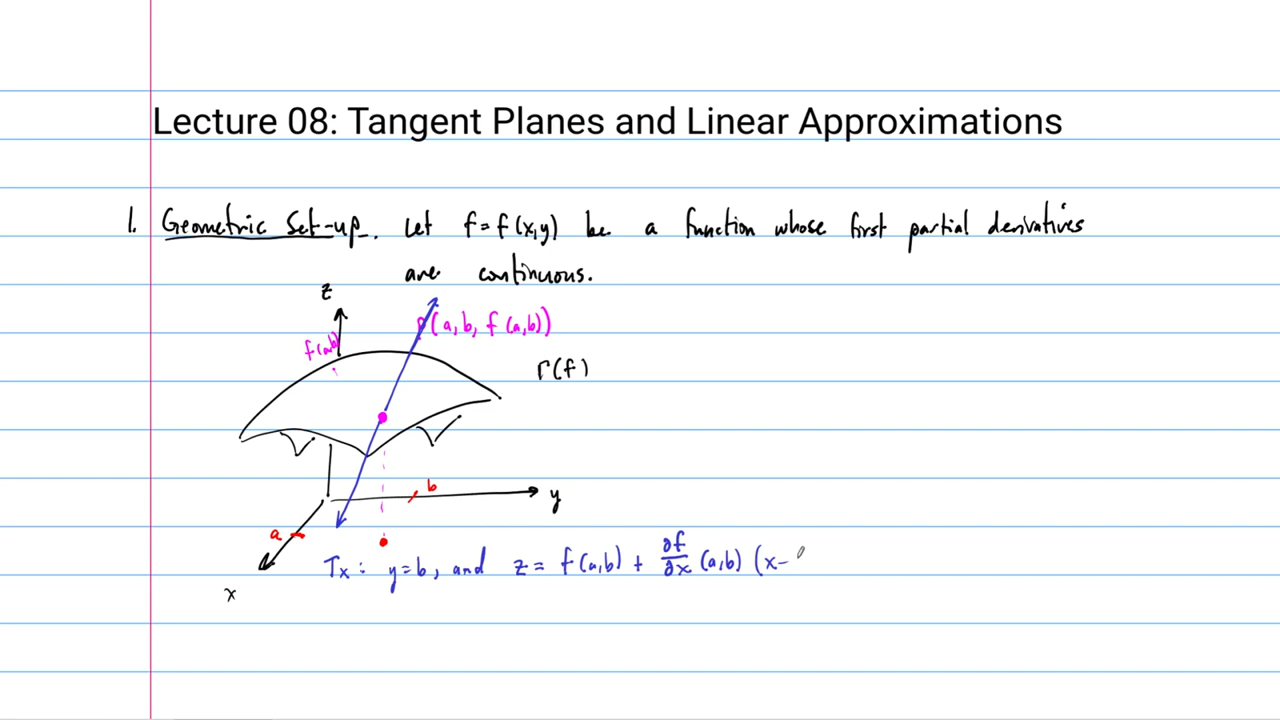 Lecture 08: Tangent Planes and Linear Approximations
1. Geometric Set-up. Let f = f(x,y) be a function whose first partial derivatives
are continuous.
z
P(a, b, f(a,b))
f(a,b)
Γ(f)
b
y
a
Tx: y=b, and z = f(a,b) + ∂f/∂x (a,b) (x-
x